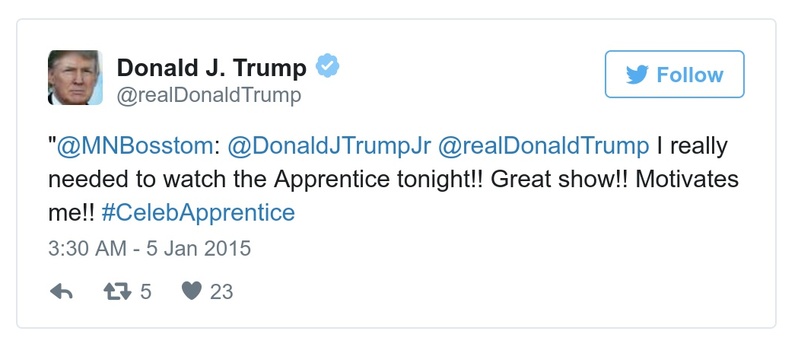 Donald J. Trump
@realDonaldTrump
Follow
"@MNBosstom: @DonaldJTrumpJr @realDonaldTrump I really
needed to watch the Apprentice tonight!! Great show!! Motivates
me!! #CelebApprentice
3:30 AM - 5 Jan 2015
5 23